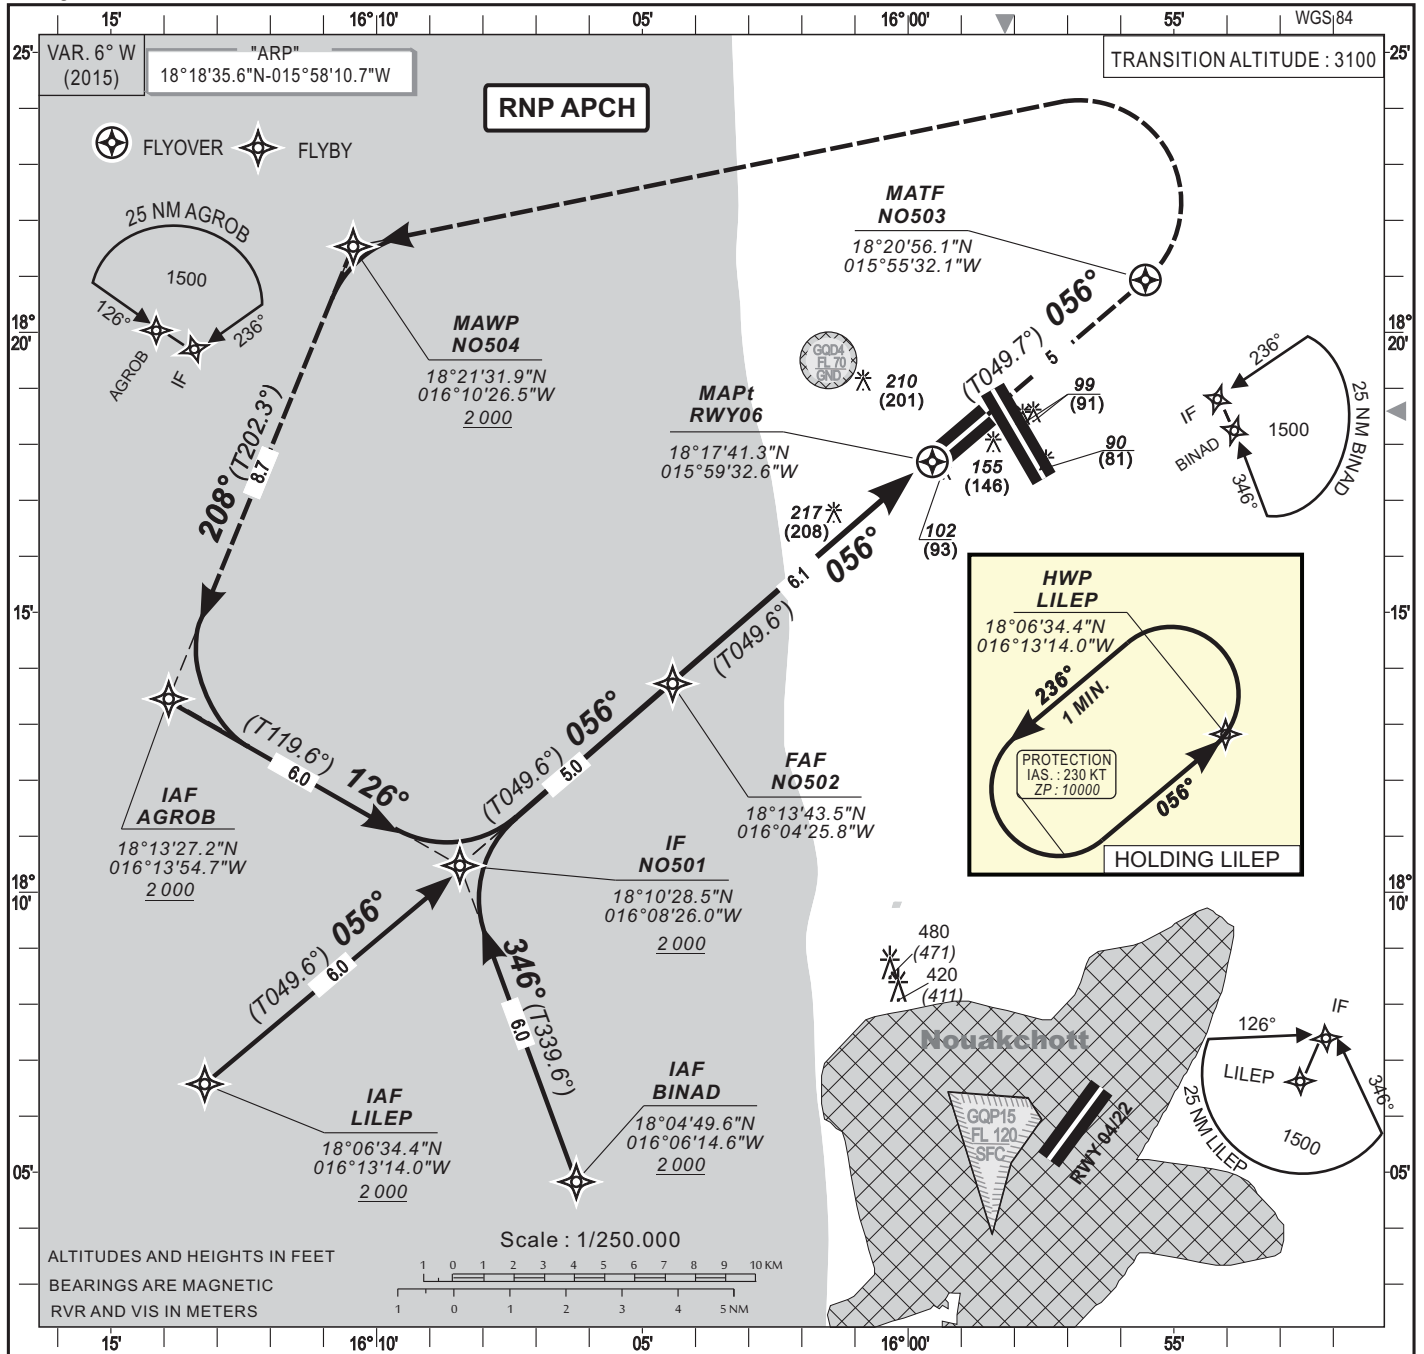 15'
16°10'
05'
16°00'
55'
WGS 84
25'
25'
VAR. 6° W
(2015)
"ARP"
18°18'35.6"N-015°58'10.7"W
TRANSITION ALTITUDE : 3100
RNP APCH
FLYOVER
FLYBY
25 NM AGROB
1500
126°
236°
AGROB
IF
MATF
NO503
18°20'56.1"N
015°55'32.1"W
056°
(T049.7°)
5
18°
20'
18°
20'
MAWP
NO504
18°21'31.9"N
016°10'26.5"W
2 000
GQD4
FL 70
GND
210
(201)
99
(91)
90
(81)
155
(146)
217
(208)
102
(93)
MAPt
RWY06
18°17'41.3"N
015°59'32.6"W
236°
IF
BINAD
346°
1500
25 NM BINAD
208°
(T202.3°)
8.7
056°
6.1
(T049.6°)
15'
15'
HWP
LILEP
18°06'34.4"N
016°13'14.0"W
236°
1 MIN.
PROTECTION
IAS. : 230 KT
ZP : 10000
056°
HOLDING LILEP
(T119.6°)
6.0
126°
(T049.6°)
056°
5.0
IAF
AGROB
18°13'27.2"N
016°13'54.7"W
2 000
FAF
NO502
18°13'43.5"N
016°04'25.8"W
IF
NO501
18°10'28.5"N
016°08'26.0"W
2 000
18°
10'
18°
10'
(T049.6°)
056°
6.0
346°
(T339.6°)
6.0
480
(471)
420
(411)
Nouakchott
GQP15
FL 120
SFC
RWY 04/22
126°
IF
LILEP
346°
25 NM LILEP
1500
IAF
LILEP
18°06'34.4"N
016°13'14.0"W
2 000
IAF
BINAD
18°04'49.6"N
016°06'14.6"W
2 000
05'
05'
Scale : 1/250.000
ALTITUDES AND HEIGHTS IN FEET
BEARINGS ARE MAGNETIC
RVR AND VIS IN METERS
1 0 1 2 3 4 5 6 7 8 9 10 KM
1 0 1 2 3 4 5 NM
15'
16°10'
05'
16°00'
55'